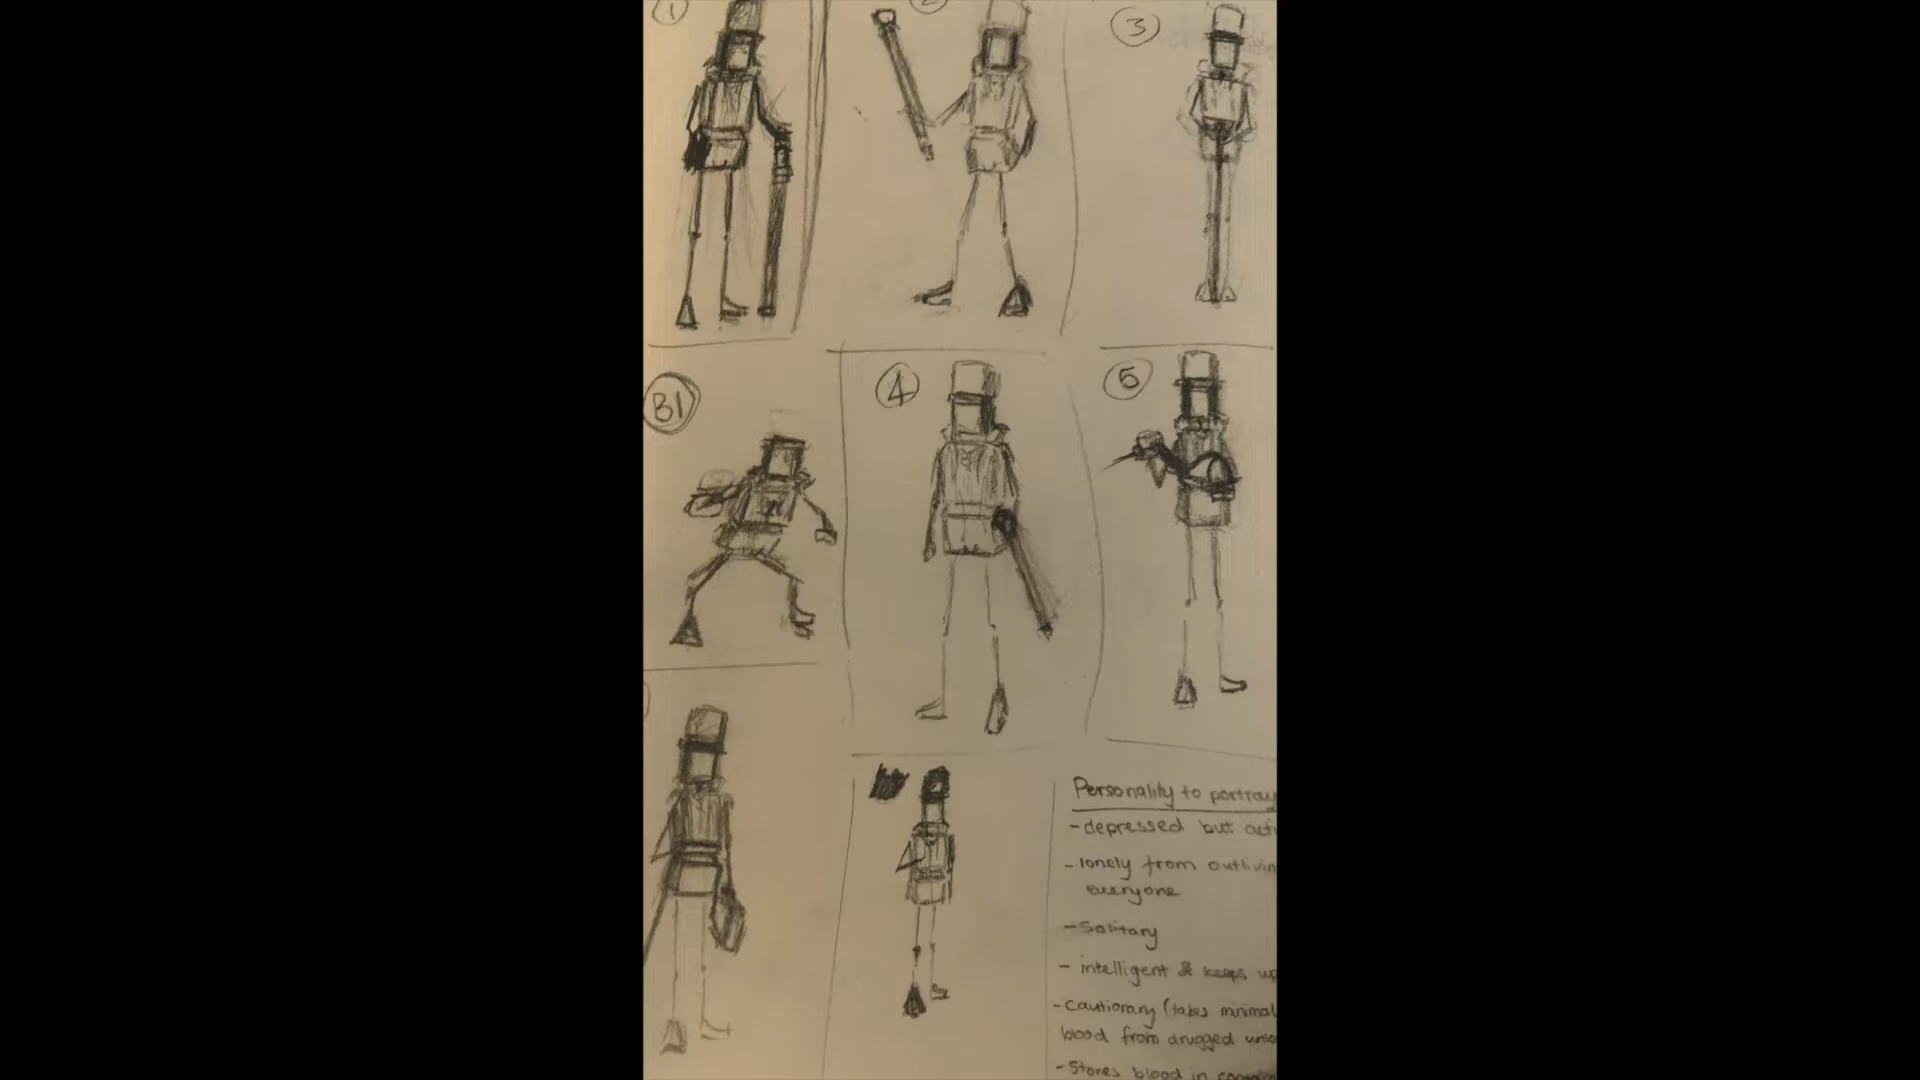 1
2
3
B1
4
5
Personality to portray
- depressed but
- lonely from
everyone
- Solitary
- intelligent & keeps
- Cautionary (takes minimal
blood from drugged
- Stores blood in